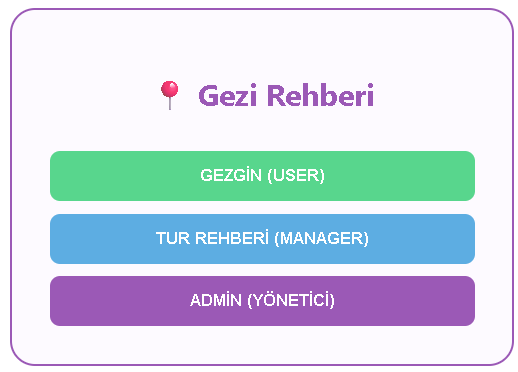 Gezi Rehberi
GEZGİN (USER)
TUR REHBERİ (MANAGER)
ADMİN (YÖNETİCİ)